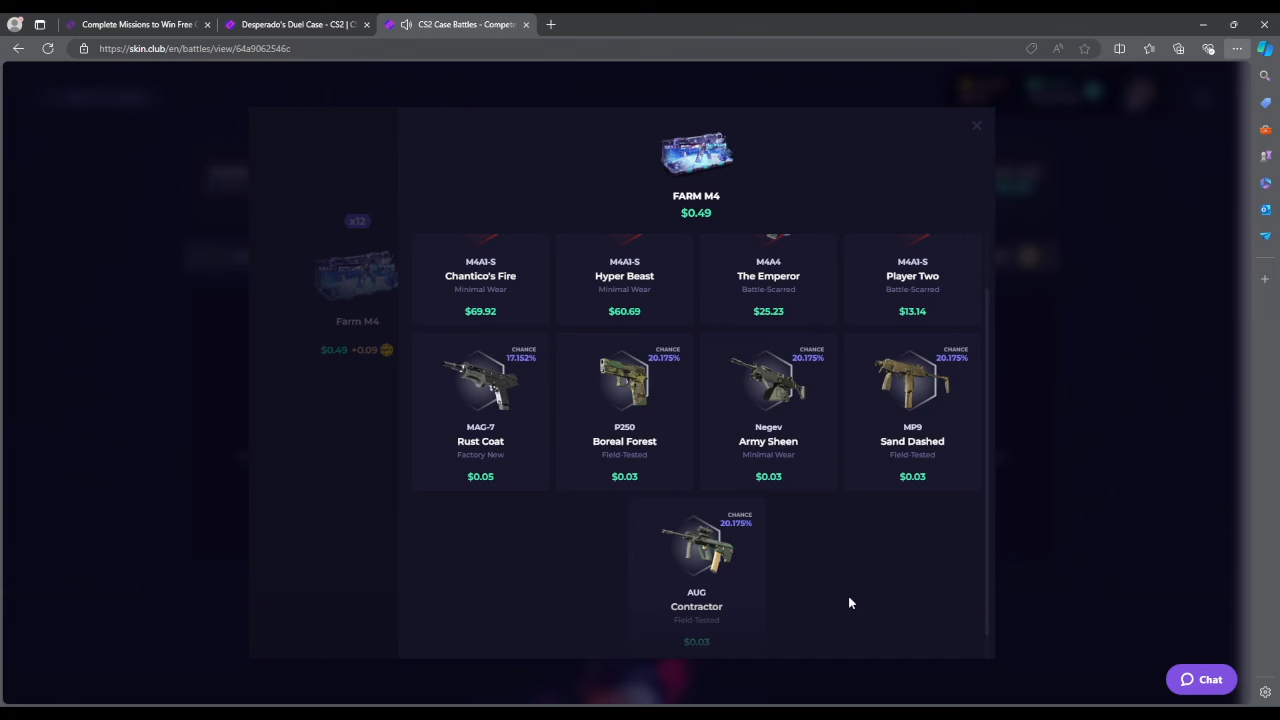 Complete Missions to Win Free
Desperado's Duel Case - CS2 | CS
CS2 Case Battles - Compete
https://skin.club/en/battles/view/64a9062546c
FARM M4
$0.49
x12
Farm M4
$0.49 +0.09
M4A1-S
Chantico's Fire
Minimal Wear
$69.92
M4A1-S
Hyper Beast
Minimal Wear
$60.69
M4A4
The Emperor
Battle-Scarred
$25.23
M4A1-S
Player Two
Battle-Scarred
$13.14
CHANCE
17.152%
MAG-7
Rust Coat
Factory New
$0.05
CHANCE
20.175%
P250
Boreal Forest
Field-Tested
$0.03
CHANCE
20.175%
Negev
Army Sheen
Minimal Wear
$0.03
CHANCE
20.175%
MP9
Sand Dashed
Field-Tested
$0.03
CHANCE
20.175%
AUG
Contractor
Field-Tested
$0.03
Chat